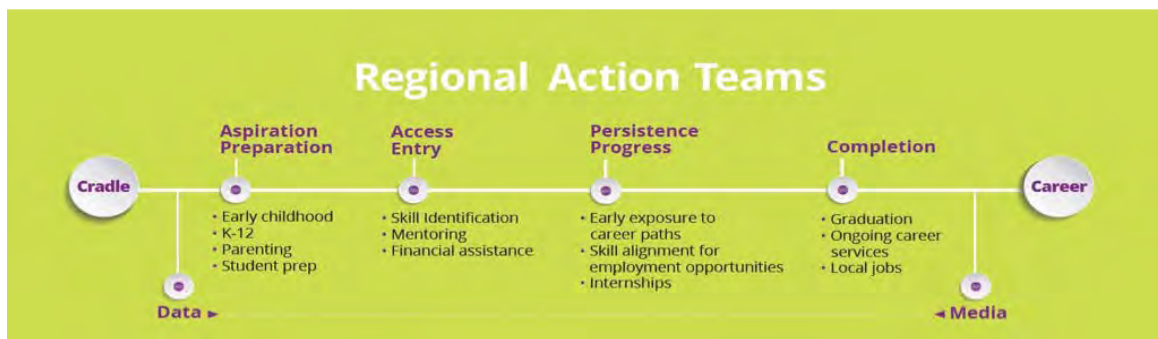 Regional Action Teams
Cradle
Aspiration
Preparation
• Early childhood
• K-12
• Parenting
• Student prep
Access
Entry
• Skill Identification
• Mentoring
• Financial assistance
Persistence
Progress
• Early exposure to
career paths
• Skill alignment for
employment opportunities
• Internships
Completion
• Graduation
• Ongoing career
services
• Local jobs
Career
Data ►
◄ Media